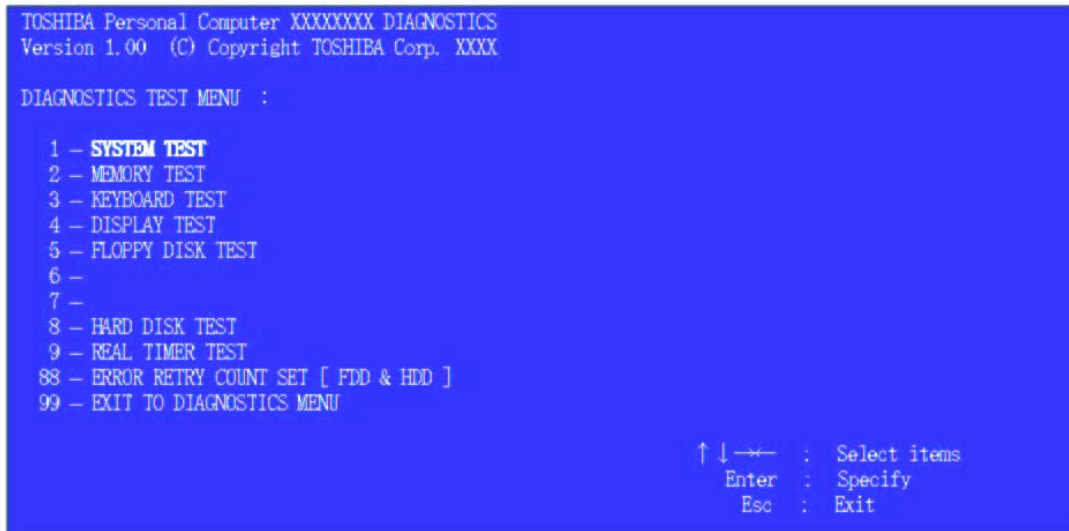 TOSHIBA Personal Computer XXXXXXXX DIAGNOSTICS
Version 1.00 (C) Copyright TOSHIBA Corp. XXXX
DIAGNOSTICS TEST MENU :
1 – SYSTEM TEST
2 – MEMORY TEST
3 – KEYBOARD TEST
4 – DISPLAY TEST
5 – FLOPPY DISK TEST
6 –
7 –
8 – HARD DISK TEST
9 – REAL TIMER TEST
88 – ERROR RETRY COUNT SET [ FDD & HDD ]
99 – EXIT TO DIAGNOSTICS MENU
↑↓→← : Select items
Enter : Specify
Esc : Exit